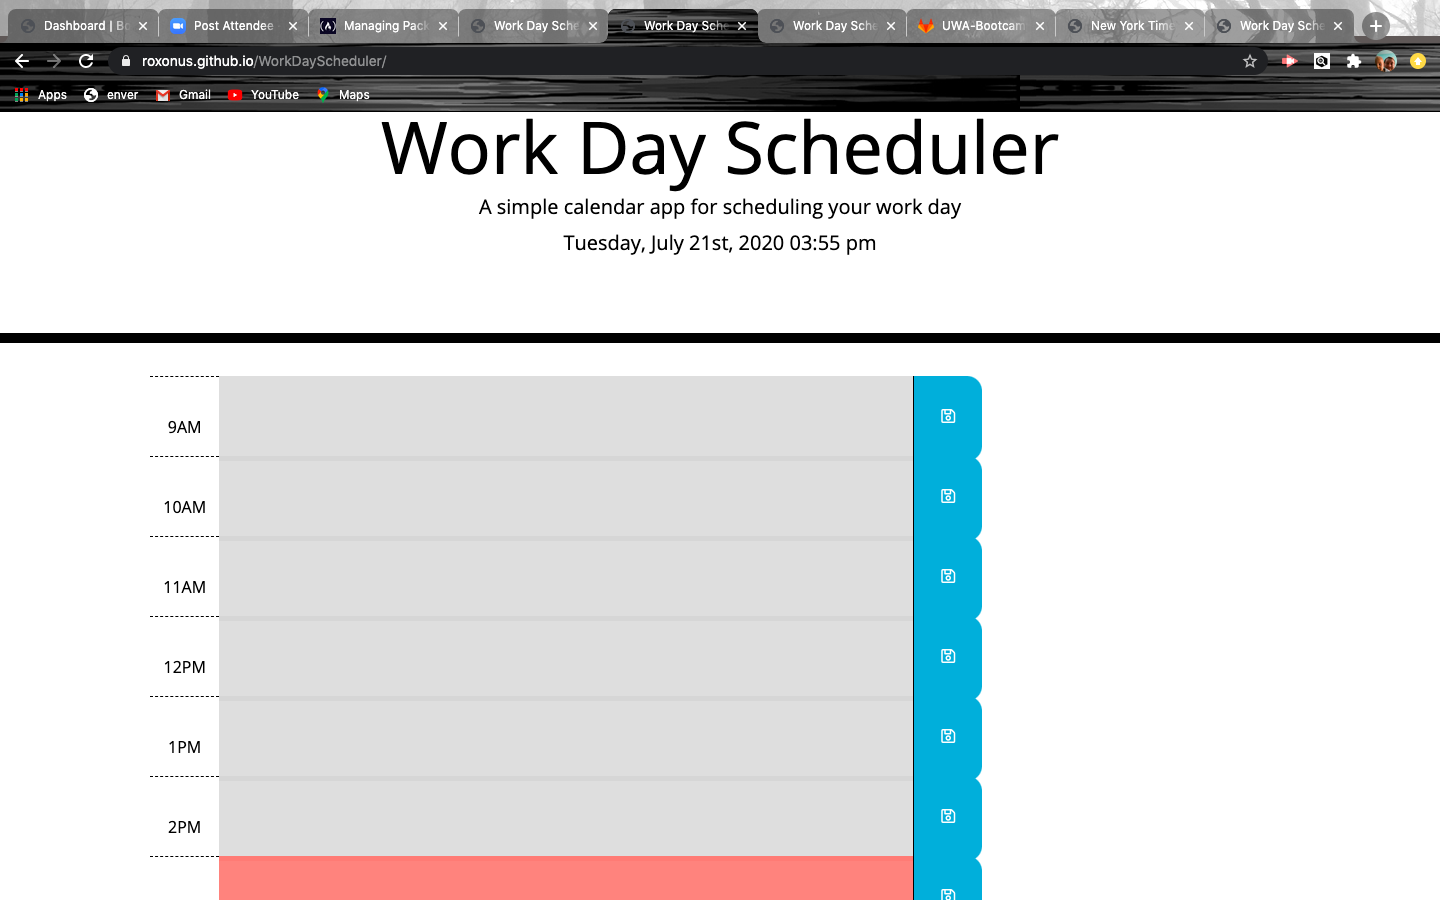 Dashboard | Bo
Post Attendee
Managing Pack
Work Day Sche
Work Day Sche
Work Day Sche
UWA-Bootcam
New York Time
Work Day Sche
roxonus.github.io/WorkDayScheduler/
Apps
enver
Gmail
YouTube
Maps
Work Day Scheduler
A simple calendar app for scheduling your work day
Tuesday, July 21st, 2020 03:55 pm
9AM
10AM
11AM
12PM
1PM
2PM